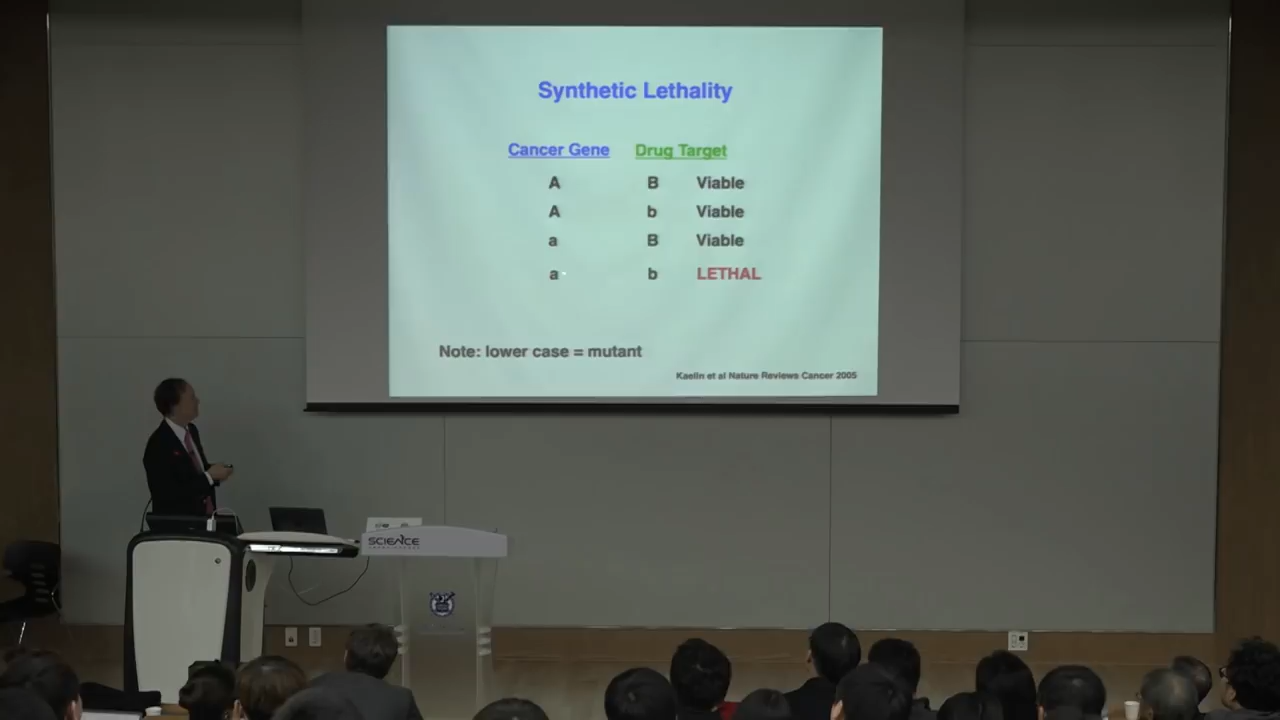 Synthetic Lethality
Cancer Gene Drug Target
A B Viable
A b Viable
a B Viable
a b LETHAL
Note: lower case = mutant
Kaelin et al Nature Reviews Cancer 2005
SCIENCE